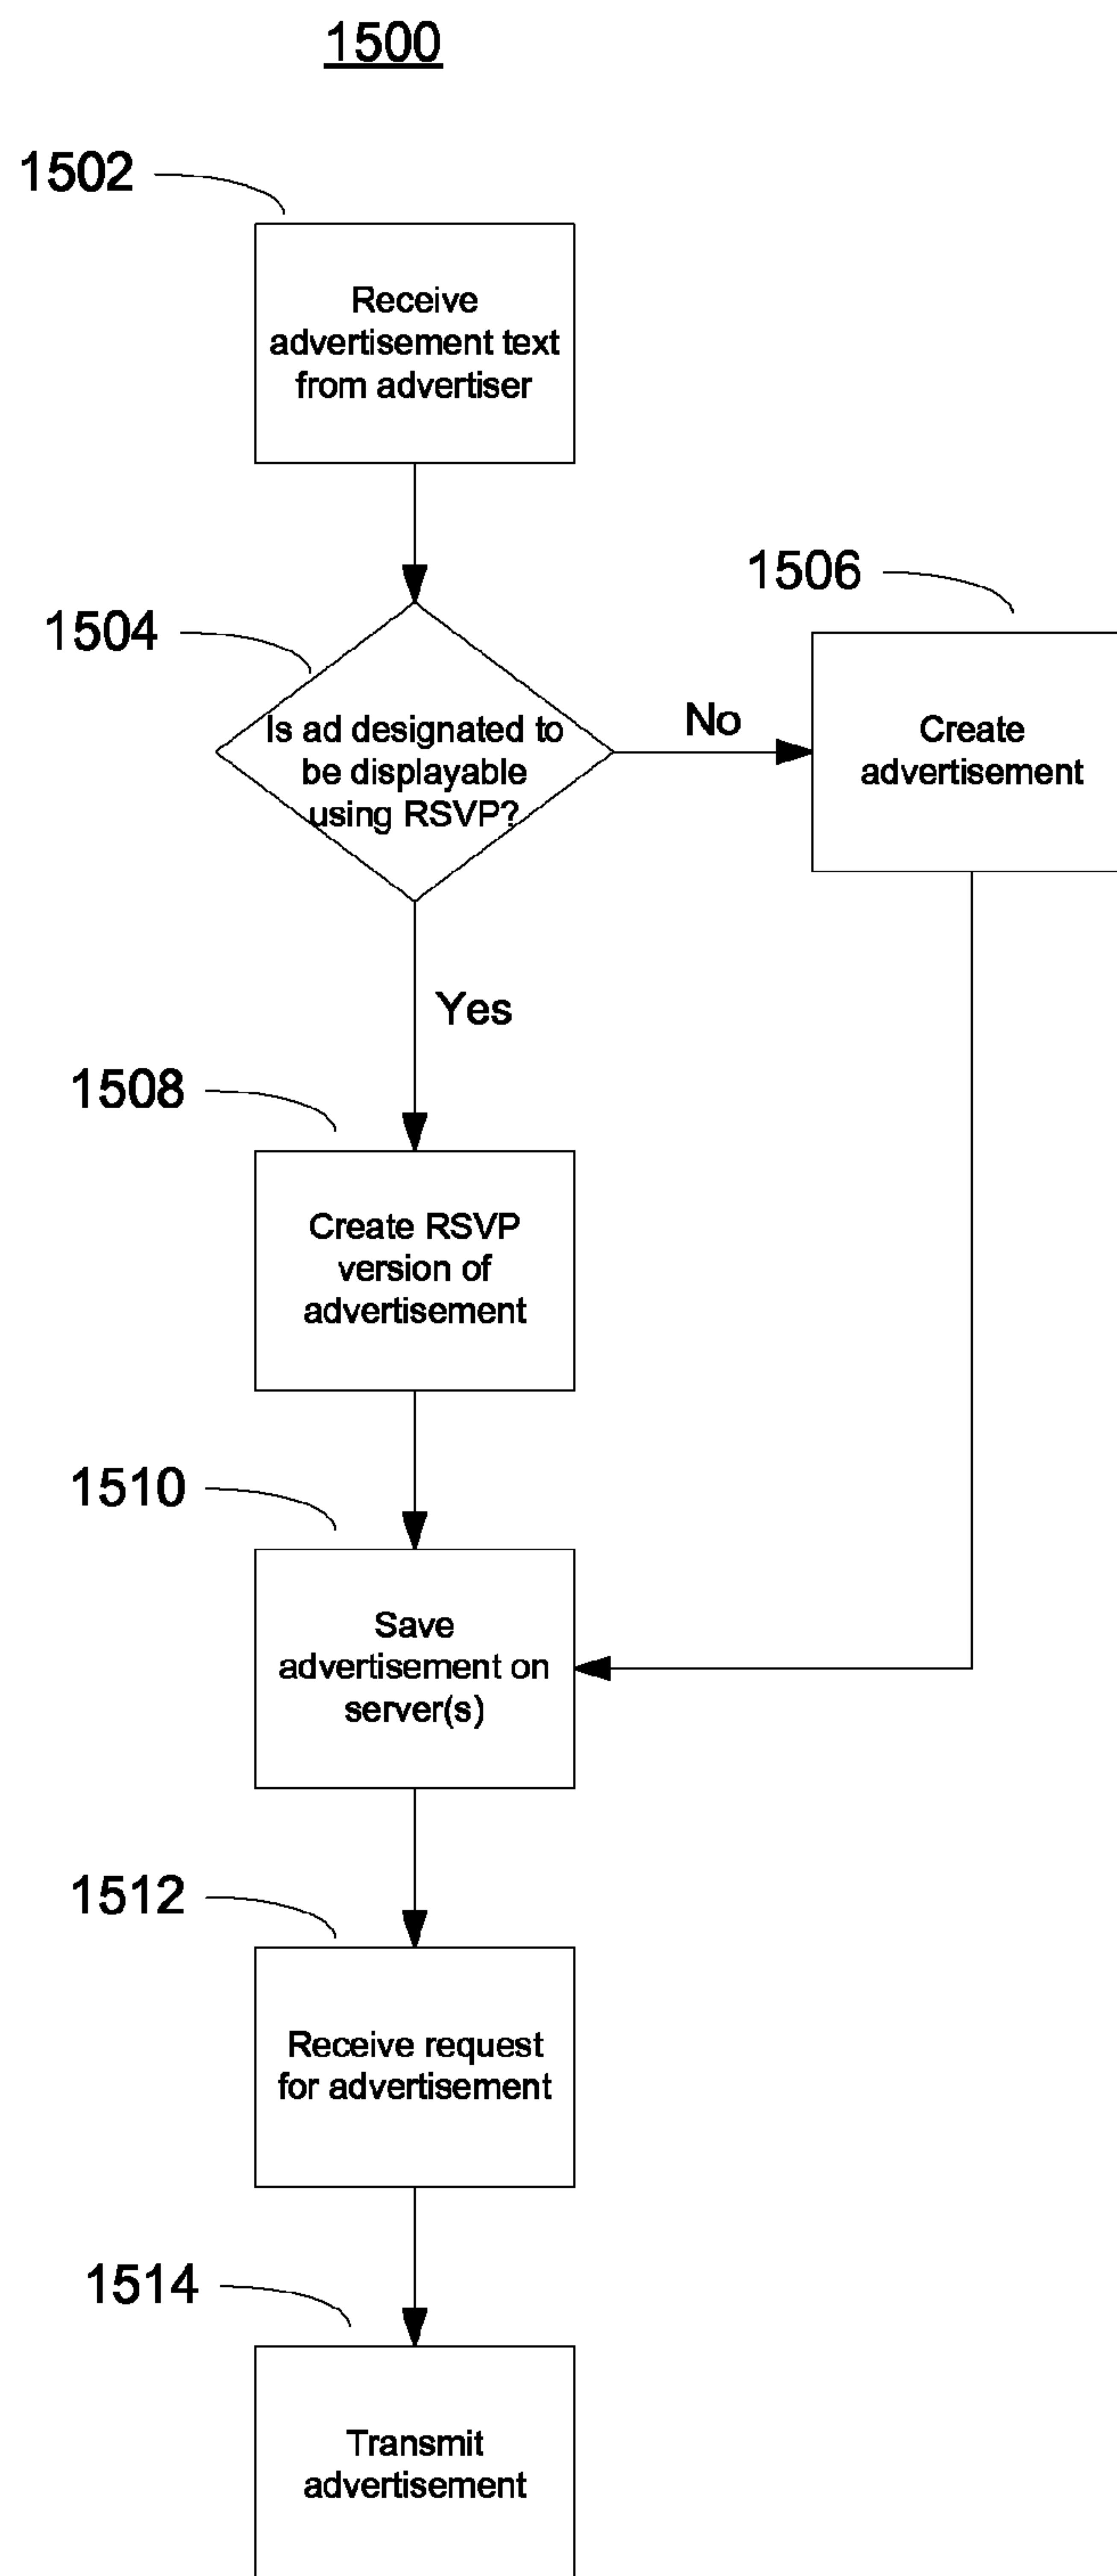 1500
1502
Receive
advertisement text
from advertiser
1504
Is ad designated to
be displayable
using RSVP?
No
1506
Create
advertisement
Yes
1508
Create RSVP
version of
advertisement
1510
Save
advertisement on
server(s)
1512
Receive request
for advertisement
1514
Transmit
advertisement